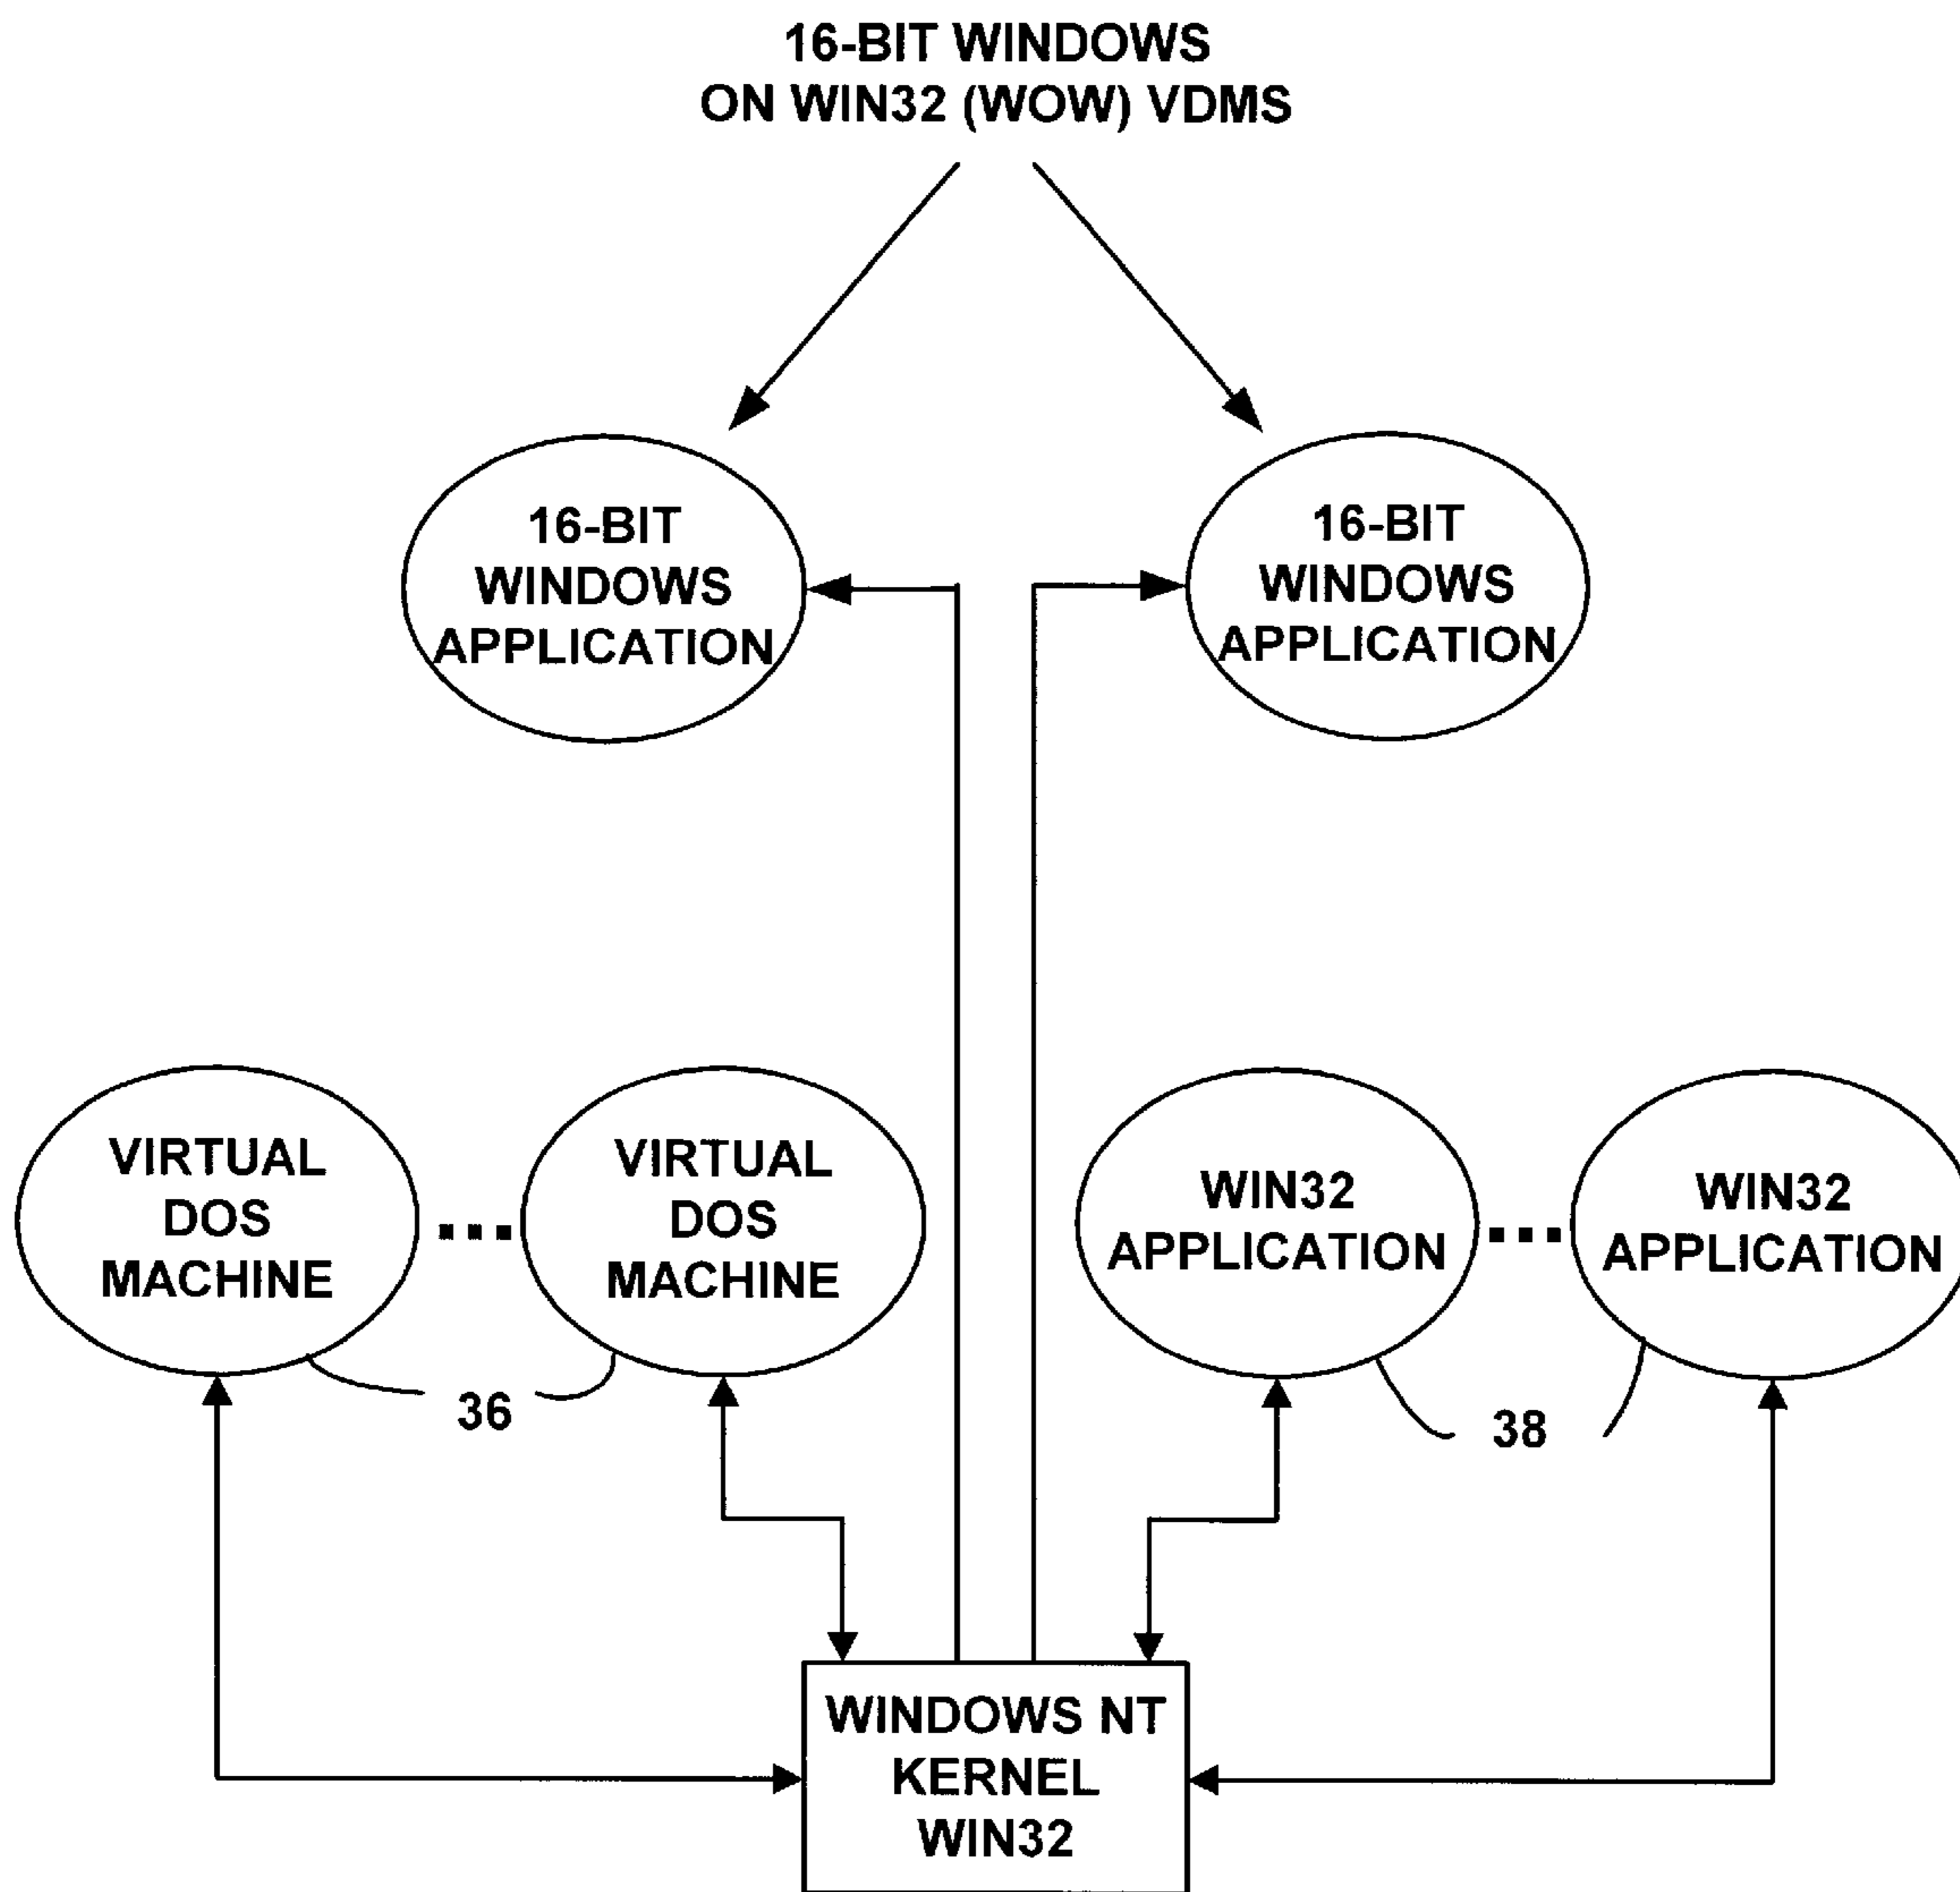 16-BIT WINDOWS
ON WIN32 (WOW) VDMS
16-BIT
WINDOWS
APPLICATION
16-BIT
WINDOWS
APPLICATION
VIRTUAL
DOS
MACHINE
...
VIRTUAL
DOS
MACHINE
WIN32
APPLICATION
...
WIN32
APPLICATION
36
38
WINDOWS NT
KERNEL
WIN32